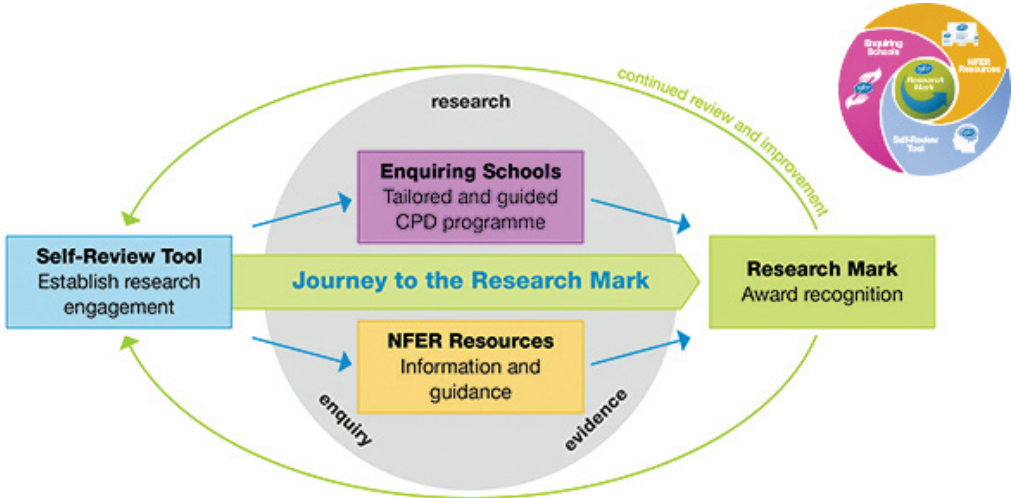 research
continued review and improvement
Enquiring Schools
Tailored and guided
CPD programme
Self-Review Tool
Establish research
engagement
Journey to the Research Mark
Research Mark
Award recognition
NFER Resources
Information and
guidance
enquiry
evidence
Enquiring
Schools
NFER
Resources
Research
Mark
Self-Review
Tool